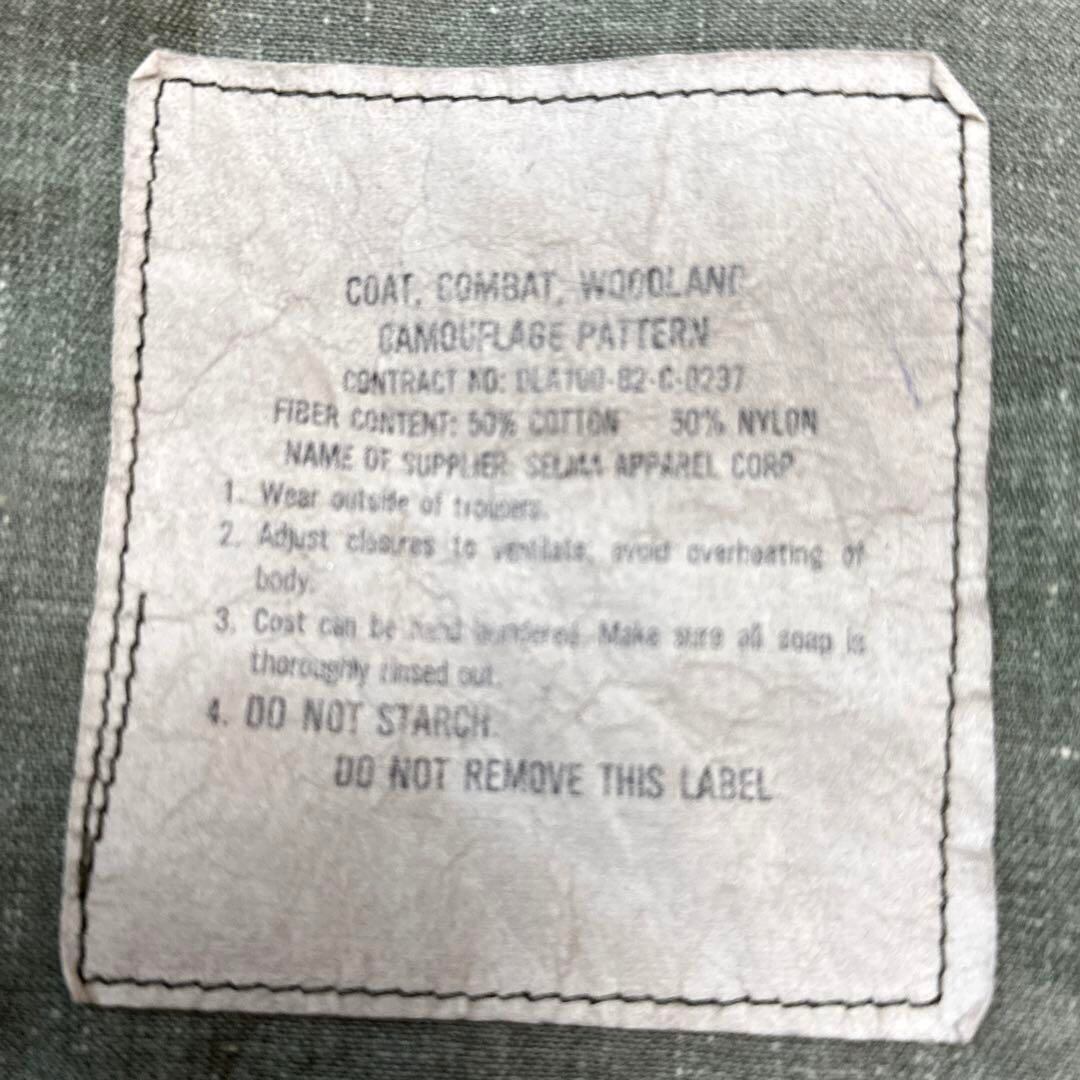 COAT, COMBAT, WOODLAND
CAMOUFLAGE PATTERN
CONTRACT NO: DLA100-82-C-0237
FIBER CONTENT: 50% COTTON 50% NYLON
NAME OF SUPPLIER: SELMA APPAREL CORP.
1. Wear outside of trousers.
2. Adjust closures to ventilate, avoid overheating of
body.
3. Coat can be hand laundered. Make sure all soap is
thoroughly rinsed out.
4. DO NOT STARCH.
DO NOT REMOVE THIS LABEL